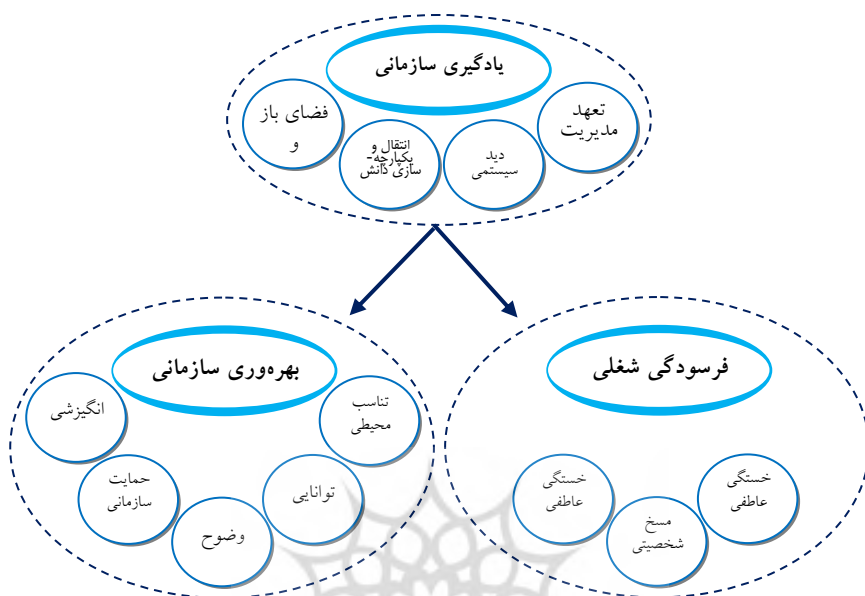 یادگیری سازمانی
تعهد
مدیریت
دید
سیستمی
انتقال و
یکپارچه-
سازی دانش
فضای باز
و
فرسودگی شغلی
خستگی
عاطفی
مسخ
شخصیتی
خستگی
عاطفی
بهره‌وری سازمانی
تناسب
محیطی
توانایی
وضوح
حمایت
سازمانی
انگیزشی